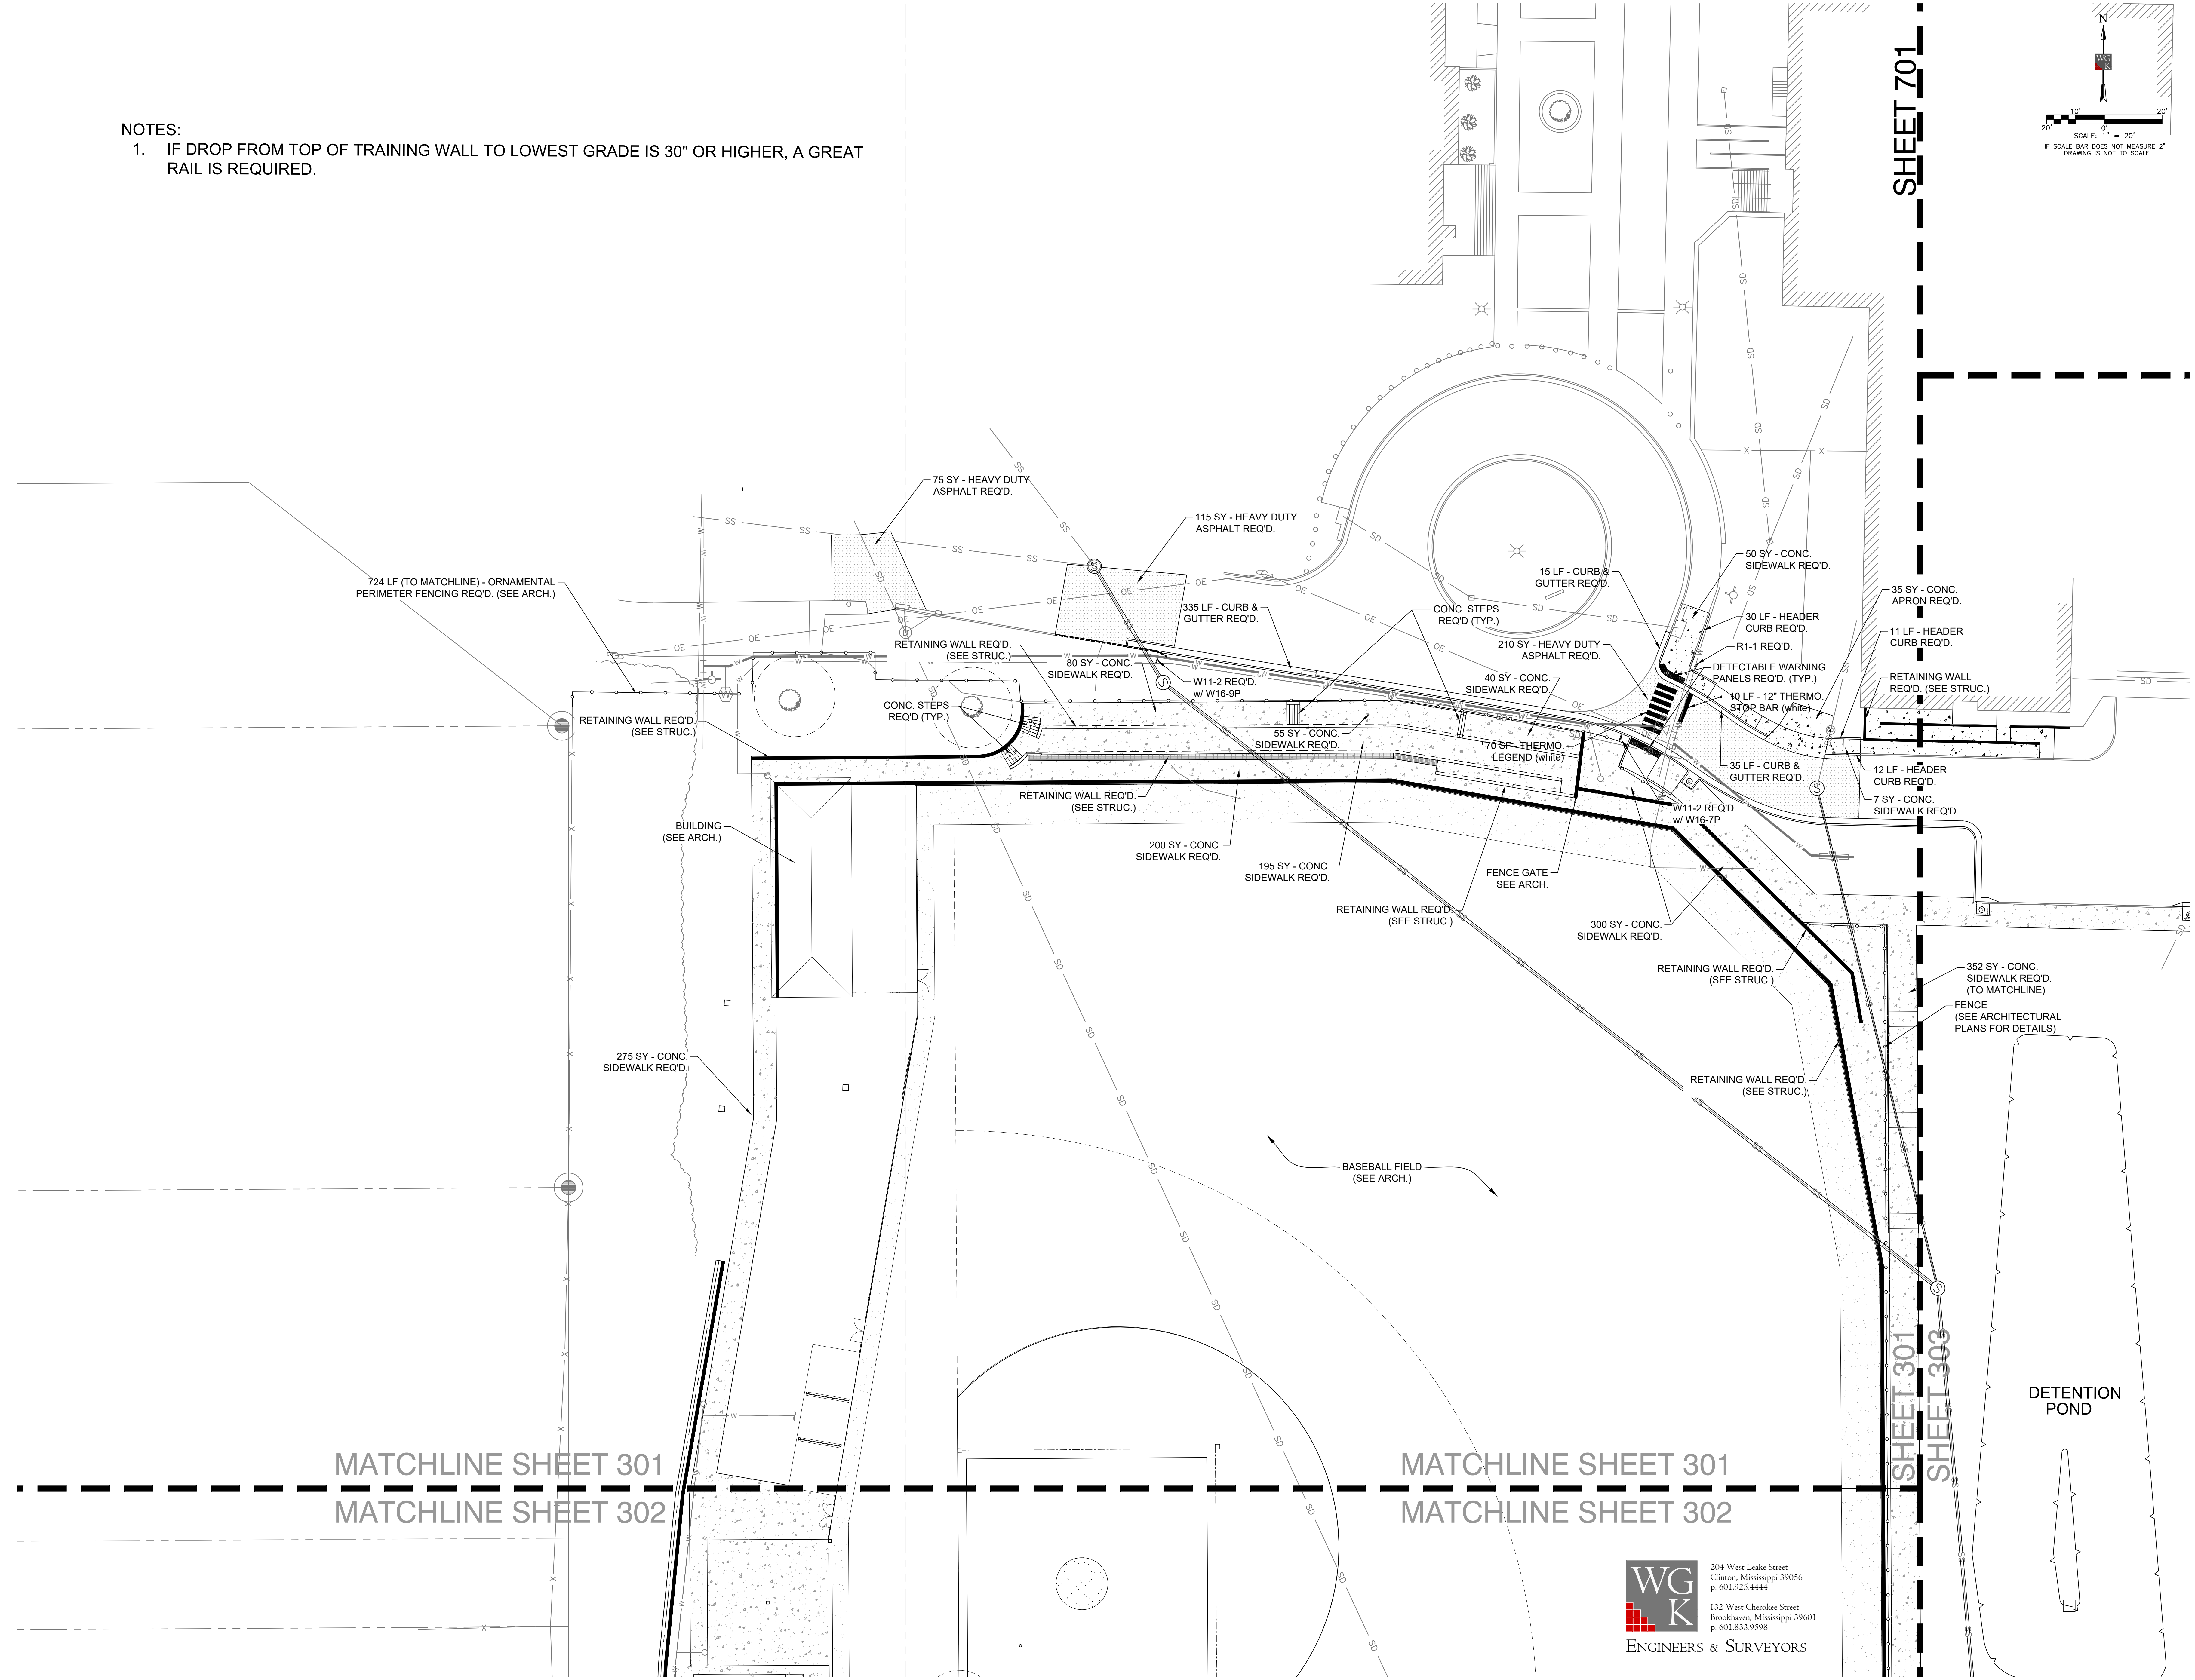 NOTES:
1. IF DROP FROM TOP OF TRAINING WALL TO LOWEST GRADE IS 30" OR HIGHER, A GREAT
RAIL IS REQUIRED.
SHEET 701
N
WG
K
10'
20'
20'
0'
SCALE: 1" = 20'
IF SCALE BAR DOES NOT MEASURE 2"
DRAWING IS NOT TO SCALE
75 SY - HEAVY DUTY
ASPHALT REQ'D.
115 SY - HEAVY DUTY
ASPHALT REQ'D.
724 LF (TO MATCHLINE) - ORNAMENTAL
PERIMETER FENCING REQ'D. (SEE ARCH.)
335 LF - CURB &
GUTTER REQ'D.
CONC. STEPS
REQ'D (TYP.)
15 LF - CURB &
GUTTER REQ'D.
50 SY - CONC.
SIDEWALK REQ'D.
35 SY - CONC.
APRON REQ'D.
30 LF - HEADER
CURB REQ'D.
11 LF - HEADER
CURB REQ'D.
R1-1 REQ'D.
DETECTABLE WARNING
PANELS REQ'D. (TYP.)
RETAINING WALL
REQ'D. (SEE STRUC.)
10 LF - 12" THERMO.
STOP BAR (white)
RETAINING WALL REQ'D.
(SEE STRUC.)
80 SY - CONC.
SIDEWALK REQ'D.
W11-2 REQ'D.
w/ W16-9P
210 SY - HEAVY DUTY
ASPHALT REQ'D.
40 SY - CONC.
SIDEWALK REQ'D.
CONC. STEPS
REQ'D (TYP.)
RETAINING WALL REQ'D.
(SEE STRUC.)
55 SY - CONC.
SIDEWALK REQ'D.
70 SF - THERMO.
LEGEND (white)
35 LF - CURB &
GUTTER REQ'D.
12 LF - HEADER
CURB REQ'D.
7 SY - CONC.
SIDEWALK REQ'D.
RETAINING WALL REQ'D.
(SEE STRUC.)
W11-2 REQ'D.
w/ W16-7P
BUILDING
(SEE ARCH.)
200 SY - CONC.
SIDEWALK REQ'D.
195 SY - CONC.
SIDEWALK REQ'D.
FENCE GATE
SEE ARCH.
RETAINING WALL REQ'D.
(SEE STRUC.)
300 SY - CONC.
SIDEWALK REQ'D.
RETAINING WALL REQ'D.
(SEE STRUC.)
352 SY - CONC.
SIDEWALK REQ'D.
(TO MATCHLINE)
FENCE
(SEE ARCHITECTURAL
PLANS FOR DETAILS)
275 SY - CONC.
SIDEWALK REQ'D.
RETAINING WALL REQ'D.
(SEE STRUC.)
BASEBALL FIELD
(SEE ARCH.)
DETENTION
POND
SHEET 301
SHEET 303
MATCHLINE SHEET 301
MATCHLINE SHEET 302
MATCHLINE SHEET 301
MATCHLINE SHEET 302
WG
K
204 West Leake Street
Clinton, Mississippi 39056
p. 601.925.4444
132 West Cherokee Street
Brookhaven, Mississippi 39601
p. 601.833.9598
ENGINEERS & SURVEYORS